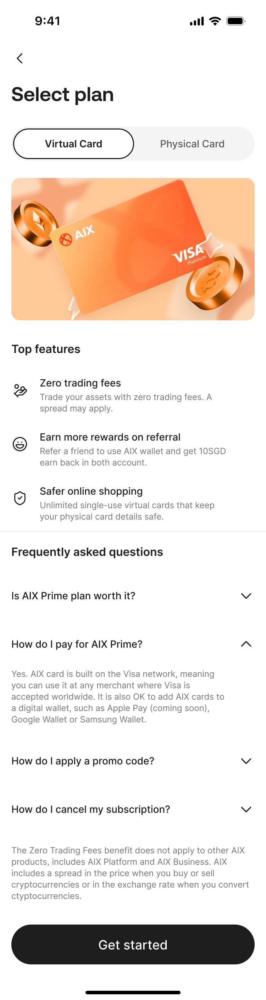 9:41
Select plan
Virtual Card
Physical Card
AIX
VISA
Platinum
Top features
Zero trading fees
Trade your assets with zero trading fees. A
spread may apply.
Earn more rewards on referral
Refer a friend to use AIX wallet and get 10SGD
earn back in both account.
Safer online shopping
Unlimited single-use virtual cards that keep
your physical card details safe.
Frequently asked questions
Is AIX Prime plan worth it?
How do I pay for AIX Prime?
Yes. AIX card is built on the Visa network, meaning
you can use it at any merchant where Visa is
accepted worldwide. It is also OK to add AIX cards to
a digital wallet, such as Apple Pay (coming soon),
Google Wallet or Samsung Wallet.
How do I apply a promo code?
How do I cancel my subscription?
The Zero Trading Fees benefit does not apply to other AIX
products, includes AIX Platform and AIX Business. AIX
includes a spread in the price when you buy or sell
cryptocurrencies or in the exchange rate when you convert
ctyptocurrencies.
Get started